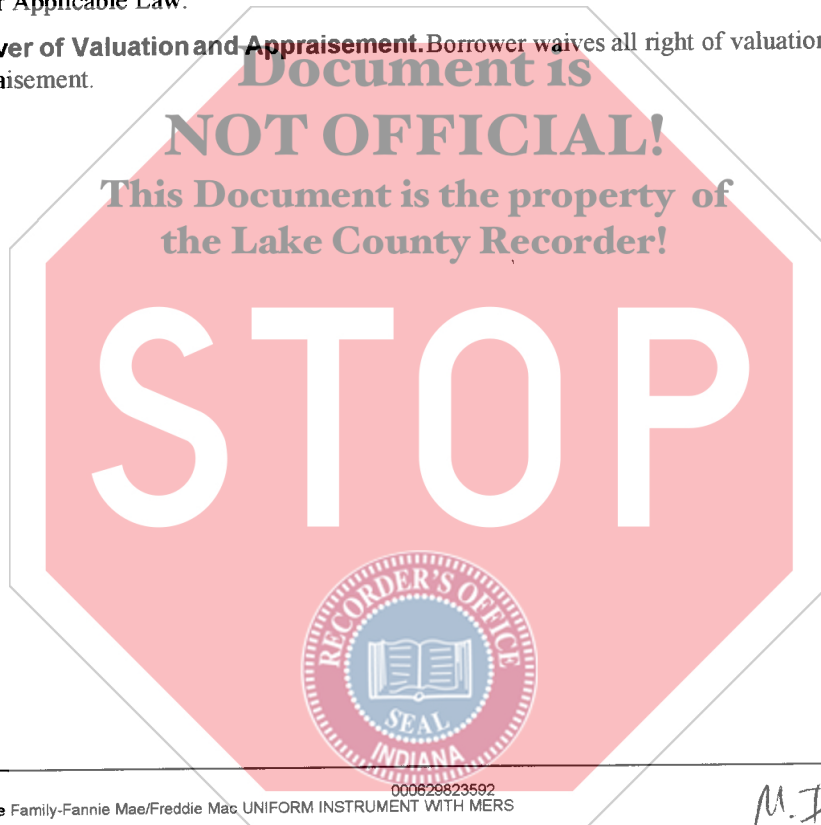 r Applicable Law.
ver of Valuation and Appraisement. Borrower waives all right of valuation
aisement.
Document is
NOT OFFICIAL!
This Document is the property of
the Lake County Recorder!
STOP
RECORDER'S OFFICE
SEAL
INDIANA
000629823592
e Family-Fannie Mae/Freddie Mac UNIFORM INSTRUMENT WITH MERS
M.